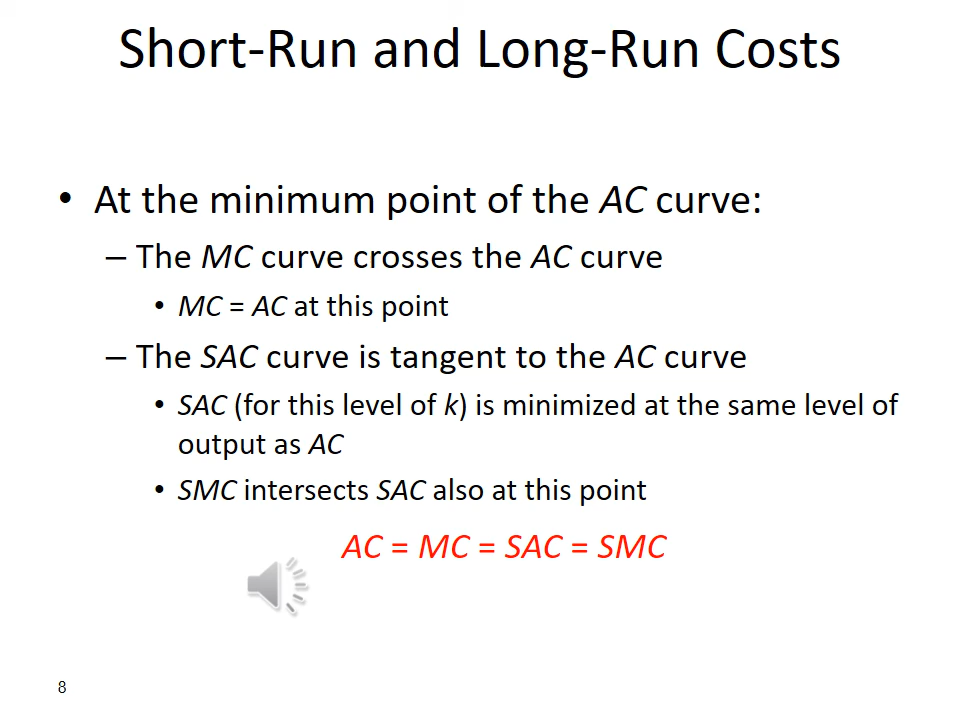 Short-Run and Long-Run Costs
• At the minimum point of the AC curve:
– The MC curve crosses the AC curve
• MC = AC at this point
– The SAC curve is tangent to the AC curve
• SAC (for this level of k) is minimized at the same level of
output as AC
• SMC intersects SAC also at this point
AC = MC = SAC = SMC
8